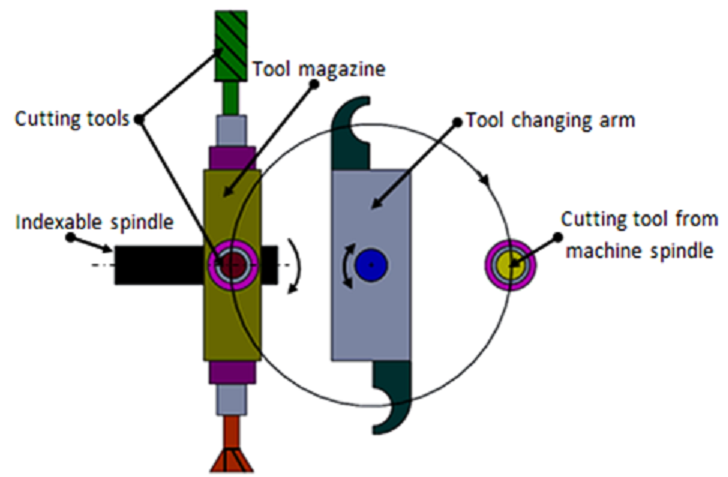 Tool magazine
Cutting tools
Tool changing arm
Indexable spindle
Cutting tool from
machine spindle